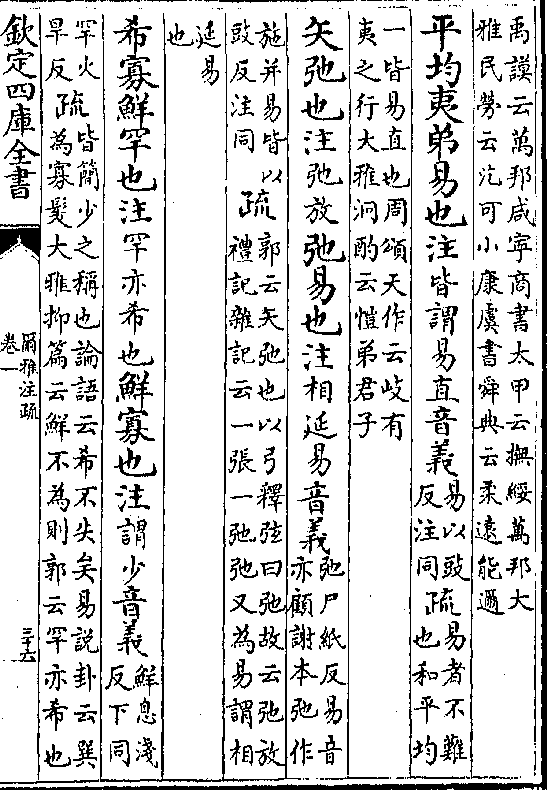 禹謨云萬邦咸寧商書太甲云撫綏萬邦大
雅民勞云汔可小康虞書舜典云柔遠能邇
平均夷弟易也注皆謂易直音義易以豉反注同疏易者不難也和平均
一皆易直也周頌天作云岐有
夷之行大雅泂酌云愷弟君子
矢弛也注弛放弛易也注相延易音義弛尸紙反易音亦顧謝本弛作
施并易皆以豉反注同疏郭云矢弛也以弓釋弦曰弛故云弛放禮記雜記云一張一弛弛又為易謂相
延易
也
希寡鮮罕也注罕亦希也鮮寡也注謂少音義鮮息淺反下同
罕火旱反疏皆簡少之稱也論語云希不失矣易說卦云巽為寡髮大雅抑篇云鮮不為則郭云罕亦希也
欽定四庫全書
爾雅注疏
卷一
三十六